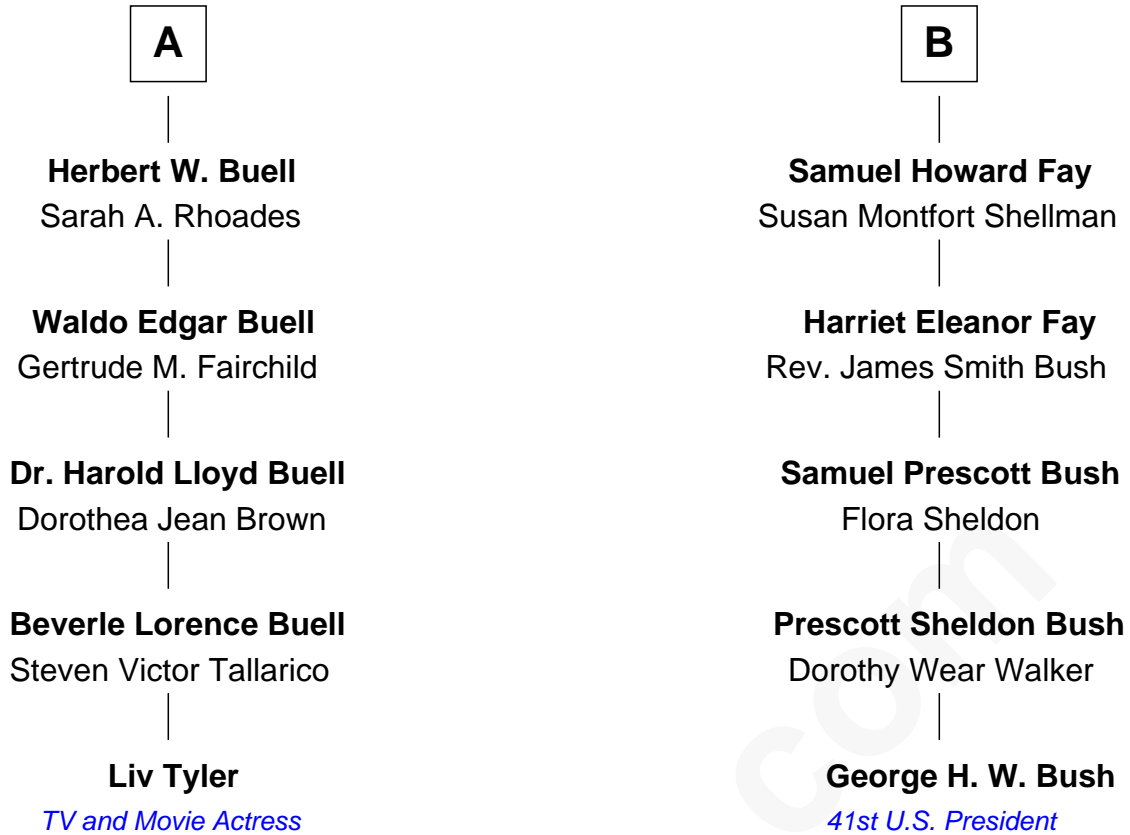 A
B
Herbert W. Buell
Sarah A. Rhoades
Samuel Howard Fay
Susan Montfort Shellman
Waldo Edgar Buell
Gertrude M. Fairchild
Harriet Eleanor Fay
Rev. James Smith Bush
Dr. Harold Lloyd Buell
Dorothea Jean Brown
Samuel Prescott Bush
Flora Sheldon
Beverle Lorence Buell
Steven Victor Tallarico
Prescott Sheldon Bush
Dorothy Wear Walker
Liv Tyler
TV and Movie Actress
George H. W. Bush
41st U.S. President
com